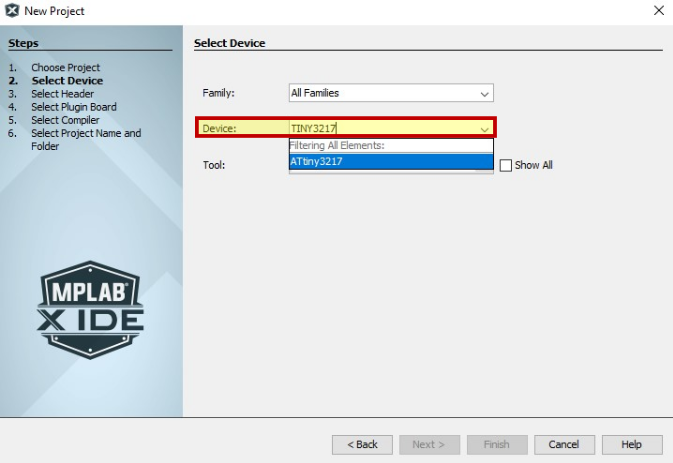 New Project
Steps
1. Choose Project
2. Select Device
3. Select Header
4. Select Plugin Board
5. Select Compiler
6. Select Project Name and
Folder
MPLAB®
X IDE
Select Device
Family: All Families
Device: TINY3217
Filtering All Elements:
ATtiny3217
Tool: Show All
< Back Next > Finish Cancel Help